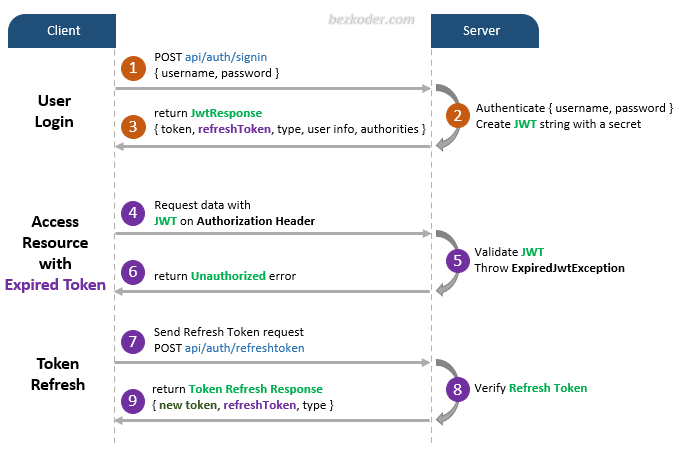 bezkoder.com
Client
Server
User
Login
1
POST api/auth/signin
{ username, password }
2
Authenticate { username, password }
Create JWT string with a secret
3
return JwtResponse
{ token, refreshToken, type, user info, authorities }
Access
Resource
with
Expired Token
4
Request data with
JWT on Authorization Header
5
Validate JWT
Throw ExpiredJwtException
6
return Unauthorized error
Token
Refresh
7
Send Refresh Token request
POST api/auth/refreshtoken
8
Verify Refresh Token
9
return Token Refresh Response
{ new token, refreshToken, type }